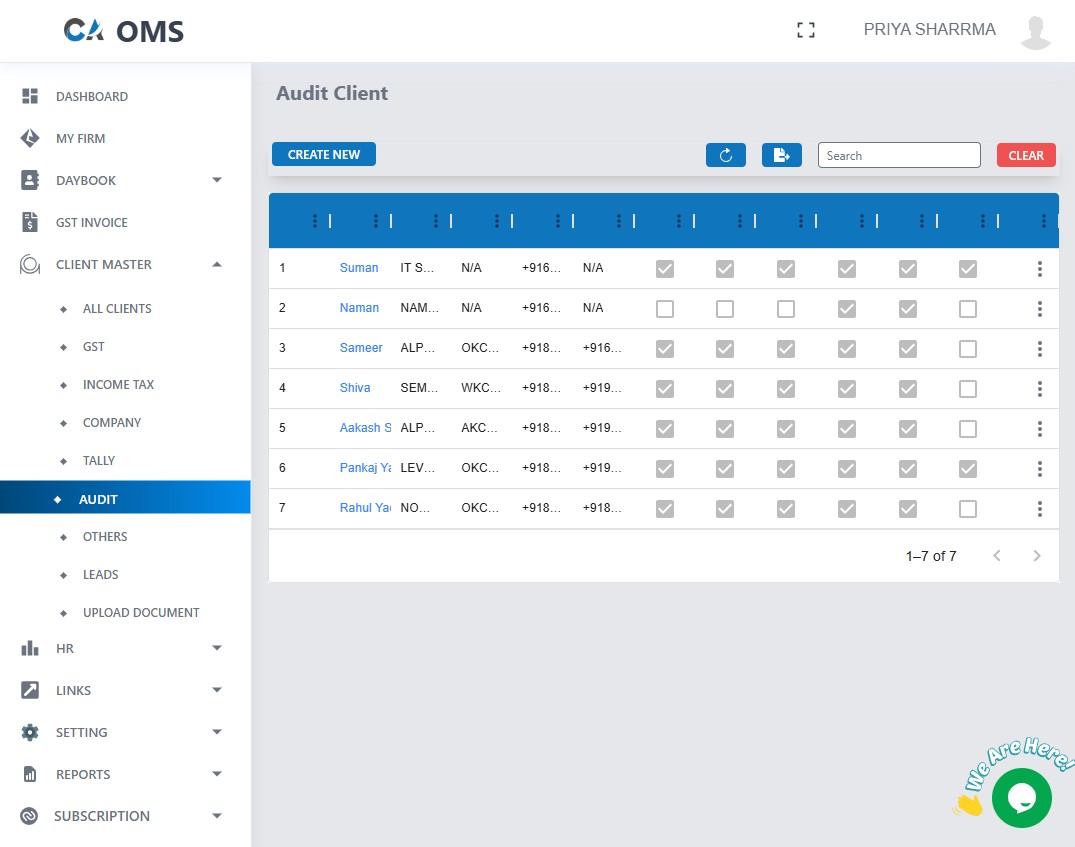 CA OMS
PRIYA SHARRMA
DASHBOARD
MY FIRM
DAYBOOK
GST INVOICE
CLIENT MASTER
ALL CLIENTS
GST
INCOME TAX
COMPANY
TALLY
AUDIT
OTHERS
LEADS
UPLOAD DOCUMENT
HR
LINKS
SETTING
REPORTS
SUBSCRIPTION
Audit Client
CREATE NEW Search CLEAR
1 Suman IT S... N/A +916... N/A
2 Naman NAM... N/A +916... N/A
3 Sameer ALP... OKC... +918... +916...
4 Shiva SEM... WKC... +918... +919...
5 Aakash S ALP... AKC... +918... +919...
6 Pankaj Ya LEV... OKC... +918... +919...
7 Rahul Yad NO... OKC... +918... +918...
1–7 of 7
We Are Here!